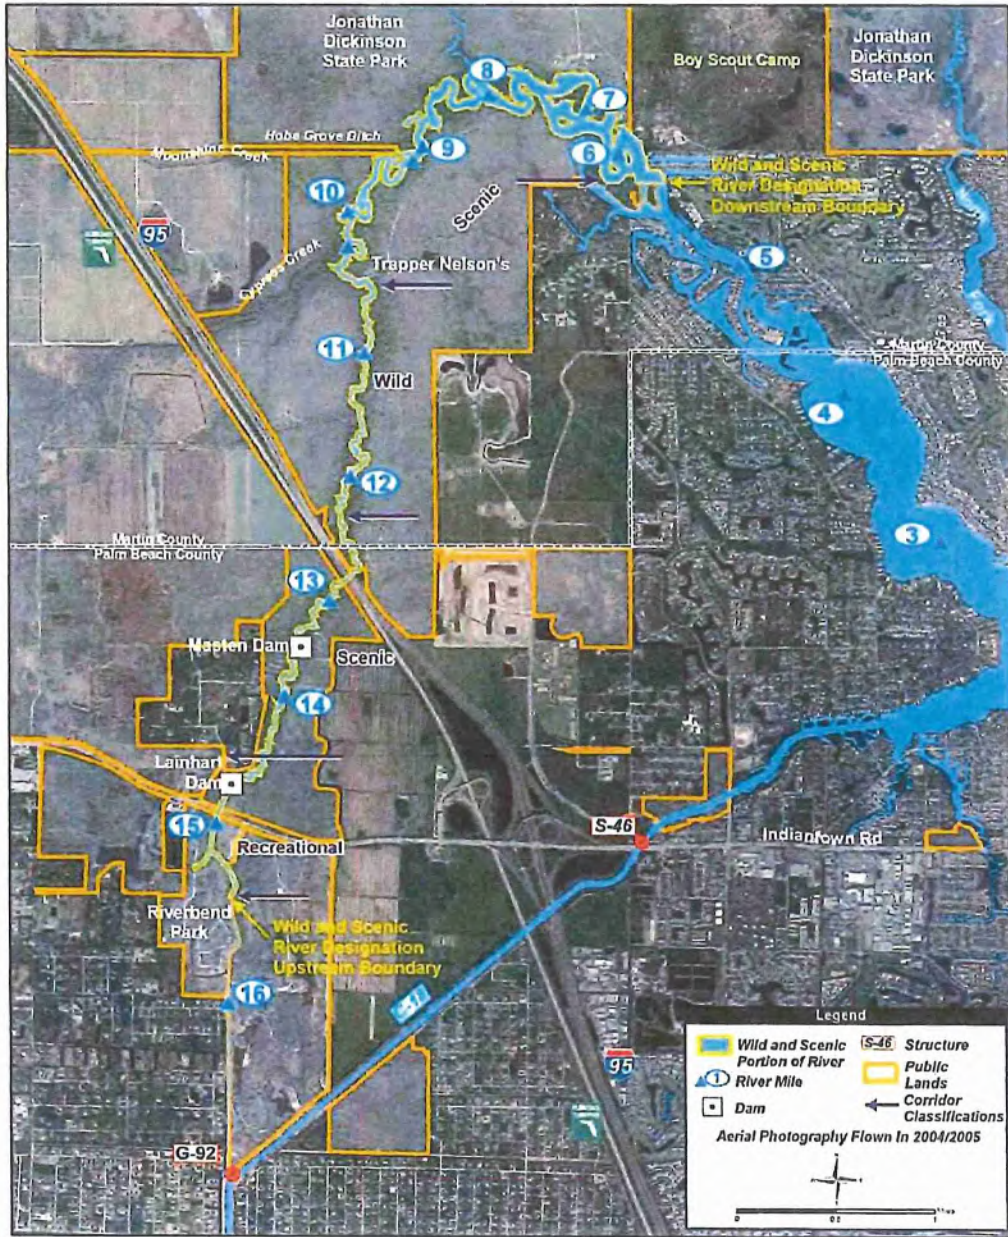 Jonathan
Dickinson
State Park
Boy Scout Camp
Jonathan
Dickinson
State Park
8
7
Hobe Grove Ditch
Moonshine Creek
9
6
Wild and Scenic
River Designation
Downstream Boundary
10
Scenic
95
5
Cypress Creek
Trapper Nelson's
11
Martin County
Palm Beach County
Wild
4
12
3
Martin County
Palm Beach County
13
Masten Dam
Scenic
14
Lainhart
Dam
15
S-46
Recreational
Indiantown Rd
Riverbend
Park
Wild and Scenic
River Designation
Upstream Boundary
16
95
G-92
Legend
Wild and Scenic
Portion of River
S-46 Structure
1 River Mile
Public
Lands
Dam
Corridor
Classifications
Aerial Photography Flown In 2004/2005
0 0.5 1